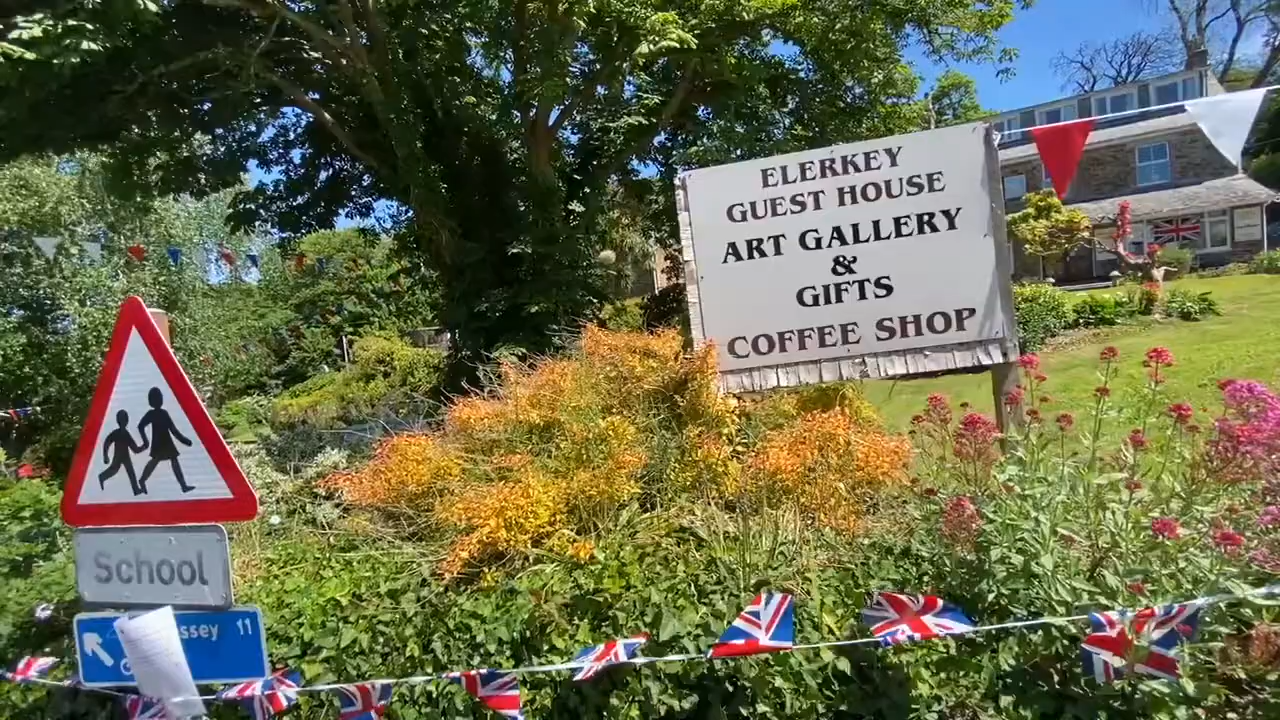 ELERKEY
GUEST HOUSE
ART GALLERY
&
GIFTS
COFFEE SHOP
School
11